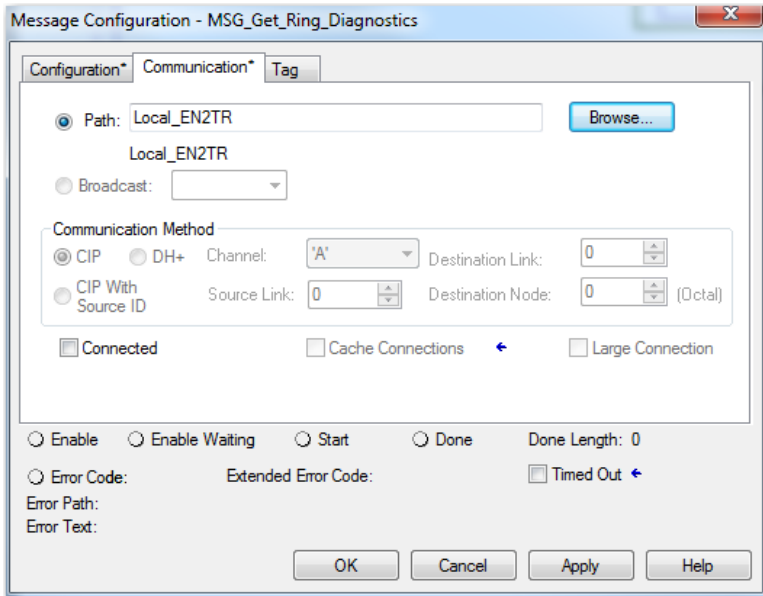 Message Configuration - MSG_Get_Ring_Diagnostics
X
Configuration* Communication* Tag
Path: Local_EN2TR Browse...
Local_EN2TR
Broadcast:
Communication Method
CIP DH+ Channel: 'A' Destination Link: 0
CIP With Source ID Source Link: 0 Destination Node: 0 (Octal)
Connected Cache Connections Large Connection
Enable Enable Waiting Start Done Done Length: 0
Error Code: Extended Error Code: Timed Out
Error Path:
Error Text:
OK Cancel Apply Help